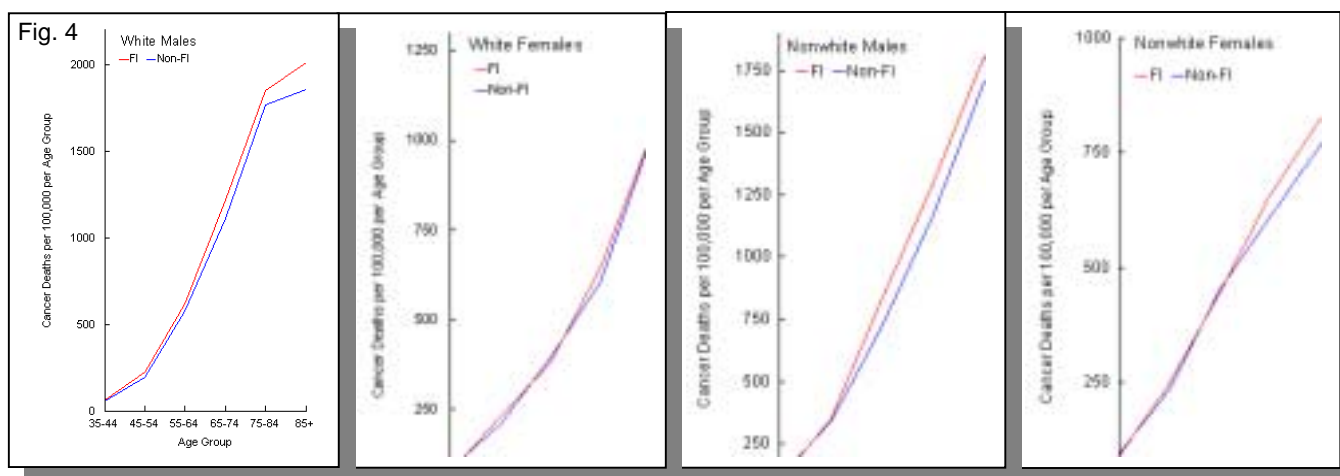 Fig. 4
White Males
FI Non-FI
Cancer Deaths per 100,000 per Age Group
2000
1500
1000
500
0
35-44 45-54 55-64 65-74 75-84 85+
Age Group
White Females
FI
Non-FI
Cancer Deaths per 100,000 per Age Group
1250
1000
750
500
250
Nonwhite Males
FI Non-FI
Cancer Deaths per 100,000 per Age Group
1750
1500
1250
1000
750
500
250
Nonwhite Females
FI Non-FI
Cancer Deaths per 100,000 per Age Group
1000
750
500
250